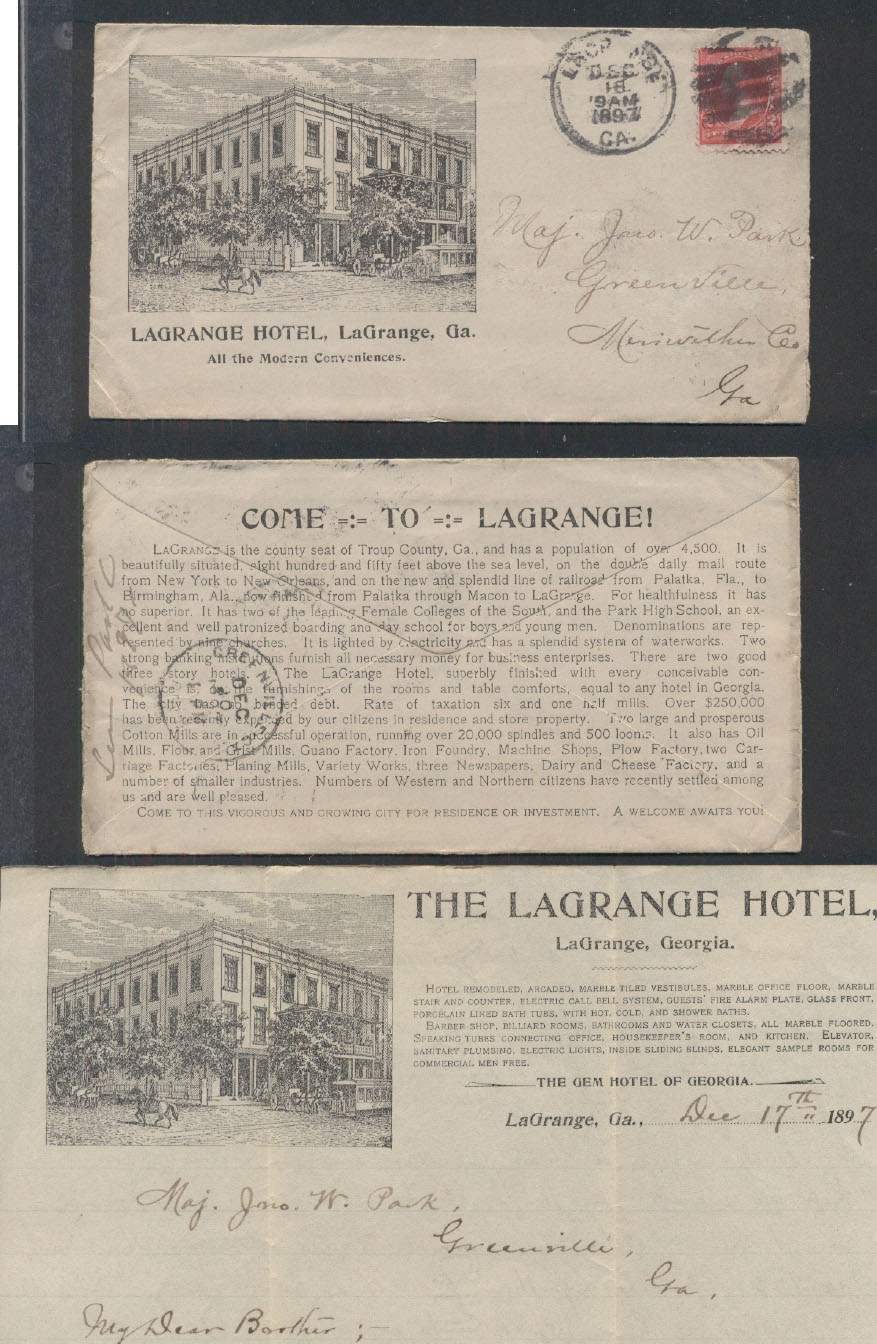 LAGRANGE
DEC
18
9AM
1897
GA.
Maj. Jno. W. Park
Greenville,
Meriwether Co
Ga
LAGRANGE HOTEL, LaGrange, Ga.
All the Modern Conveniences.
COME =:= TO =:= LAGRANGE!
LAGRANGE is the county seat of Troup County, Ga., and has a population of over 4,500. It is
beautifully situated, eight hundred and fifty feet above the sea level, on the double daily mail route
from New York to New Orleans, and on the new and splendid line of railroad from Palatka, Fla., to
Birmingham, Ala., now finished from Palatka through Macon to LaGrange. For healthfulness it has
no superior. It has two of the leading Female Colleges of the South, and the Park High School, an ex-
cellent and well patronized boarding and day school for boys and young men. Denominations are rep-
resented by nine churches. It is lighted by electricity and has a splendid system of waterworks. Two
strong banking institutions furnish all necessary money for business enterprises. There are two good
three story hotels. The LaGrange Hotel, superbly finished with every conceivable con-
venience is, in the furnishings of the rooms and table comforts, equal to any hotel in Georgia.
The city has no bonded debt. Rate of taxation six and one half mills. Over $250,000
has been recently expended by our citizens in residence and store property. Two large and prosperous
Cotton Mills are in successful operation, running over 20,000 spindles and 500 looms. It also has Oil
Mills, Flour and Grist Mills, Guano Factory, Iron Foundry, Machine Shops, Plow Factory, two Car-
riage Factories, Planing Mills, Variety Works, three Newspapers, Dairy and Cheese Factory, and a
number of smaller industries. Numbers of Western and Northern citizens have recently settled among
us and are well pleased.
COME TO THIS VIGOROUS AND GROWING CITY FOR RESIDENCE OR INVESTMENT. A WELCOME AWAITS YOU!
DEC
THE LAGRANGE HOTEL,
LaGrange, Georgia.
HOTEL REMODELED, ARCADED, MARBLE TILED VESTIBULES, MARBLE OFFICE FLOOR, MARBLE
STAIR AND COUNTER, ELECTRIC CALL BELL SYSTEM, GUESTS' FIRE ALARM PLATE, GLASS FRONT,
PORCELAIN LINED BATH TUBS, WITH HOT, COLD, AND SHOWER BATHS.
BARBER SHOP, BILLIARD ROOMS, BATHROOMS AND WATER CLOSETS, ALL MARBLE FLOORED.
SPEAKING TUBES CONNECTING OFFICE, HOUSEKEEPER'S ROOM, AND KITCHEN. ELEVATOR,
SANITARY PLUMBING, ELECTRIC LIGHTS, INSIDE SLIDING BLINDS, ELEGANT SAMPLE ROOMS FOR
COMMERCIAL MEN FREE.
THE GEM HOTEL OF GEORGIA.
LaGrange, Ga., Dec 17th 1897
Maj. Jno. W. Park,
Greenville,
Ga.
My Dear Brother;-